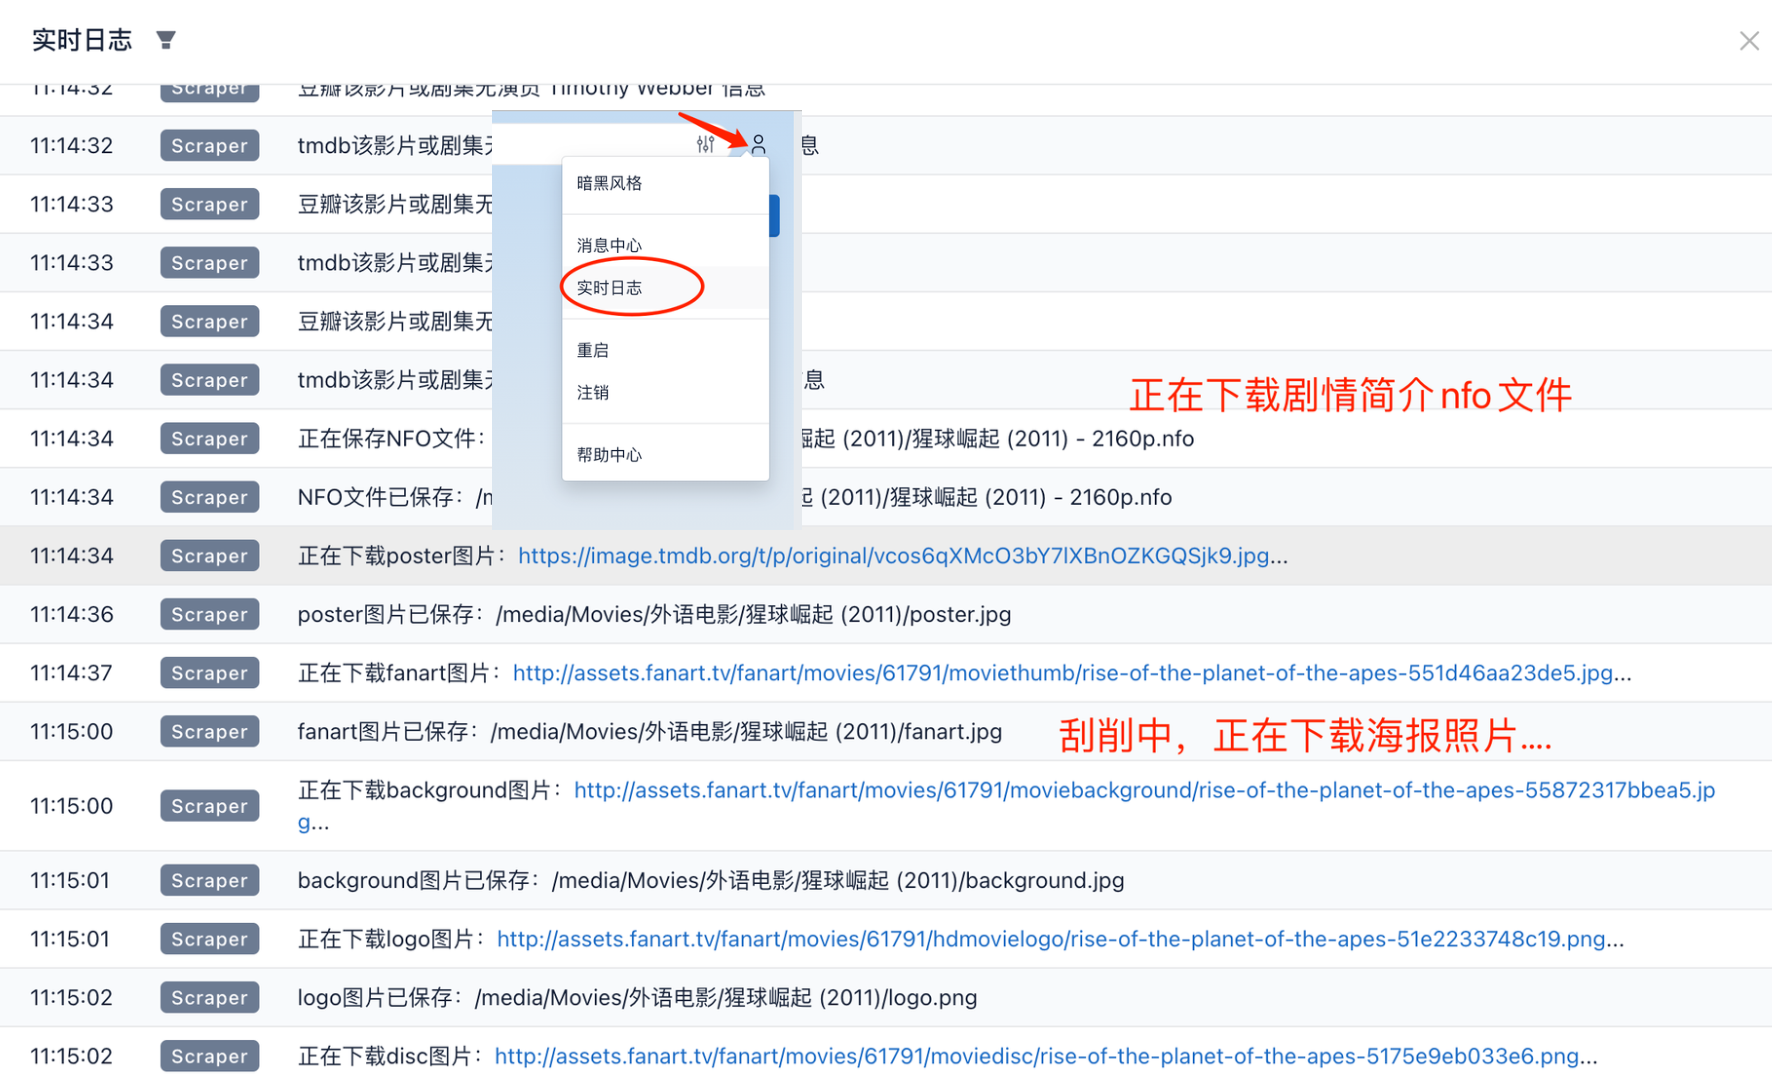 实时日志
11:14:32 Scraper 豆瓣该影片或剧集无演员 Timothy Webber 信息
11:14:32 Scraper tmdb该影片或剧集无 息
11:14:33 Scraper 豆瓣该影片或剧集无
11:14:33 Scraper tmdb该影片或剧集无
11:14:34 Scraper 豆瓣该影片或剧集无
11:14:34 Scraper tmdb该影片或剧集无 信息
暗黑风格
消息中心
实时日志
重启
注销
帮助中心
正在下载剧情简介nfo文件
11:14:34 Scraper 正在保存NFO文件： 崛起 (2011)/猩球崛起 (2011) - 2160p.nfo
11:14:34 Scraper NFO文件已保存：/m 起 (2011)/猩球崛起 (2011) - 2160p.nfo
11:14:34 Scraper 正在下载poster图片：https://image.tmdb.org/t/p/original/vcos6qXMcO3bY7lXBnOZKGQSjk9.jpg...
11:14:36 Scraper poster图片已保存：/media/Movies/外语电影/猩球崛起 (2011)/poster.jpg
11:14:37 Scraper 正在下载fanart图片：http://assets.fanart.tv/fanart/movies/61791/moviethumb/rise-of-the-planet-of-the-apes-551d46aa23de5.jpg...
11:15:00 Scraper fanart图片已保存：/media/Movies/外语电影/猩球崛起 (2011)/fanart.jpg
刮削中，正在下载海报照片....
11:15:00 Scraper 正在下载background图片：http://assets.fanart.tv/fanart/movies/61791/moviebackground/rise-of-the-planet-of-the-apes-55872317bbea5.jp
g...
11:15:01 Scraper background图片已保存：/media/Movies/外语电影/猩球崛起 (2011)/background.jpg
11:15:01 Scraper 正在下载logo图片：http://assets.fanart.tv/fanart/movies/61791/hdmovielogo/rise-of-the-planet-of-the-apes-51e2233748c19.png...
11:15:02 Scraper logo图片已保存：/media/Movies/外语电影/猩球崛起 (2011)/logo.png
11:15:02 Scraper 正在下载disc图片：http://assets.fanart.tv/fanart/movies/61791/moviedisc/rise-of-the-planet-of-the-apes-5175e9eb033e6.png...